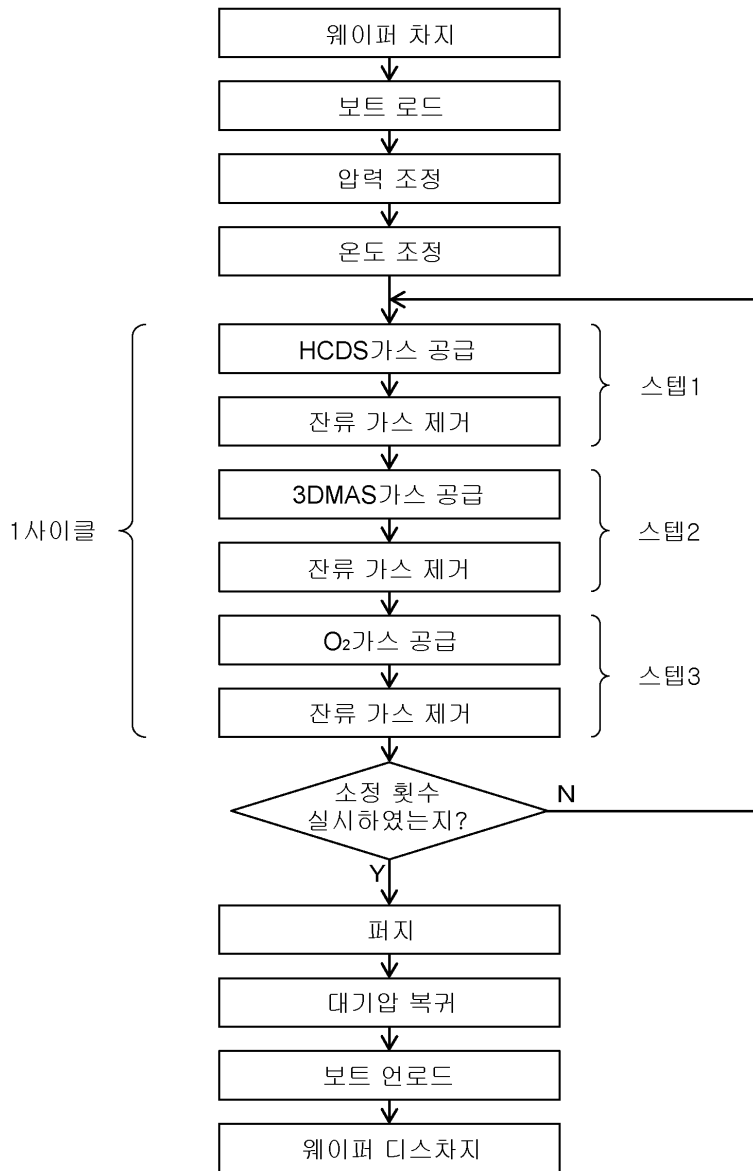 웨이퍼 차지
보트 로드
압력 조정
온도 조정
HCDS가스 공급
잔류 가스 제거
스텝1
3DMAS가스 공급
잔류 가스 제거
스텝2
1사이클
O₂가스 공급
잔류 가스 제거
스텝3
소정 횟수
실시하였는지?
N
Y
퍼지
대기압 복귀
보트 언로드
웨이퍼 디스차지